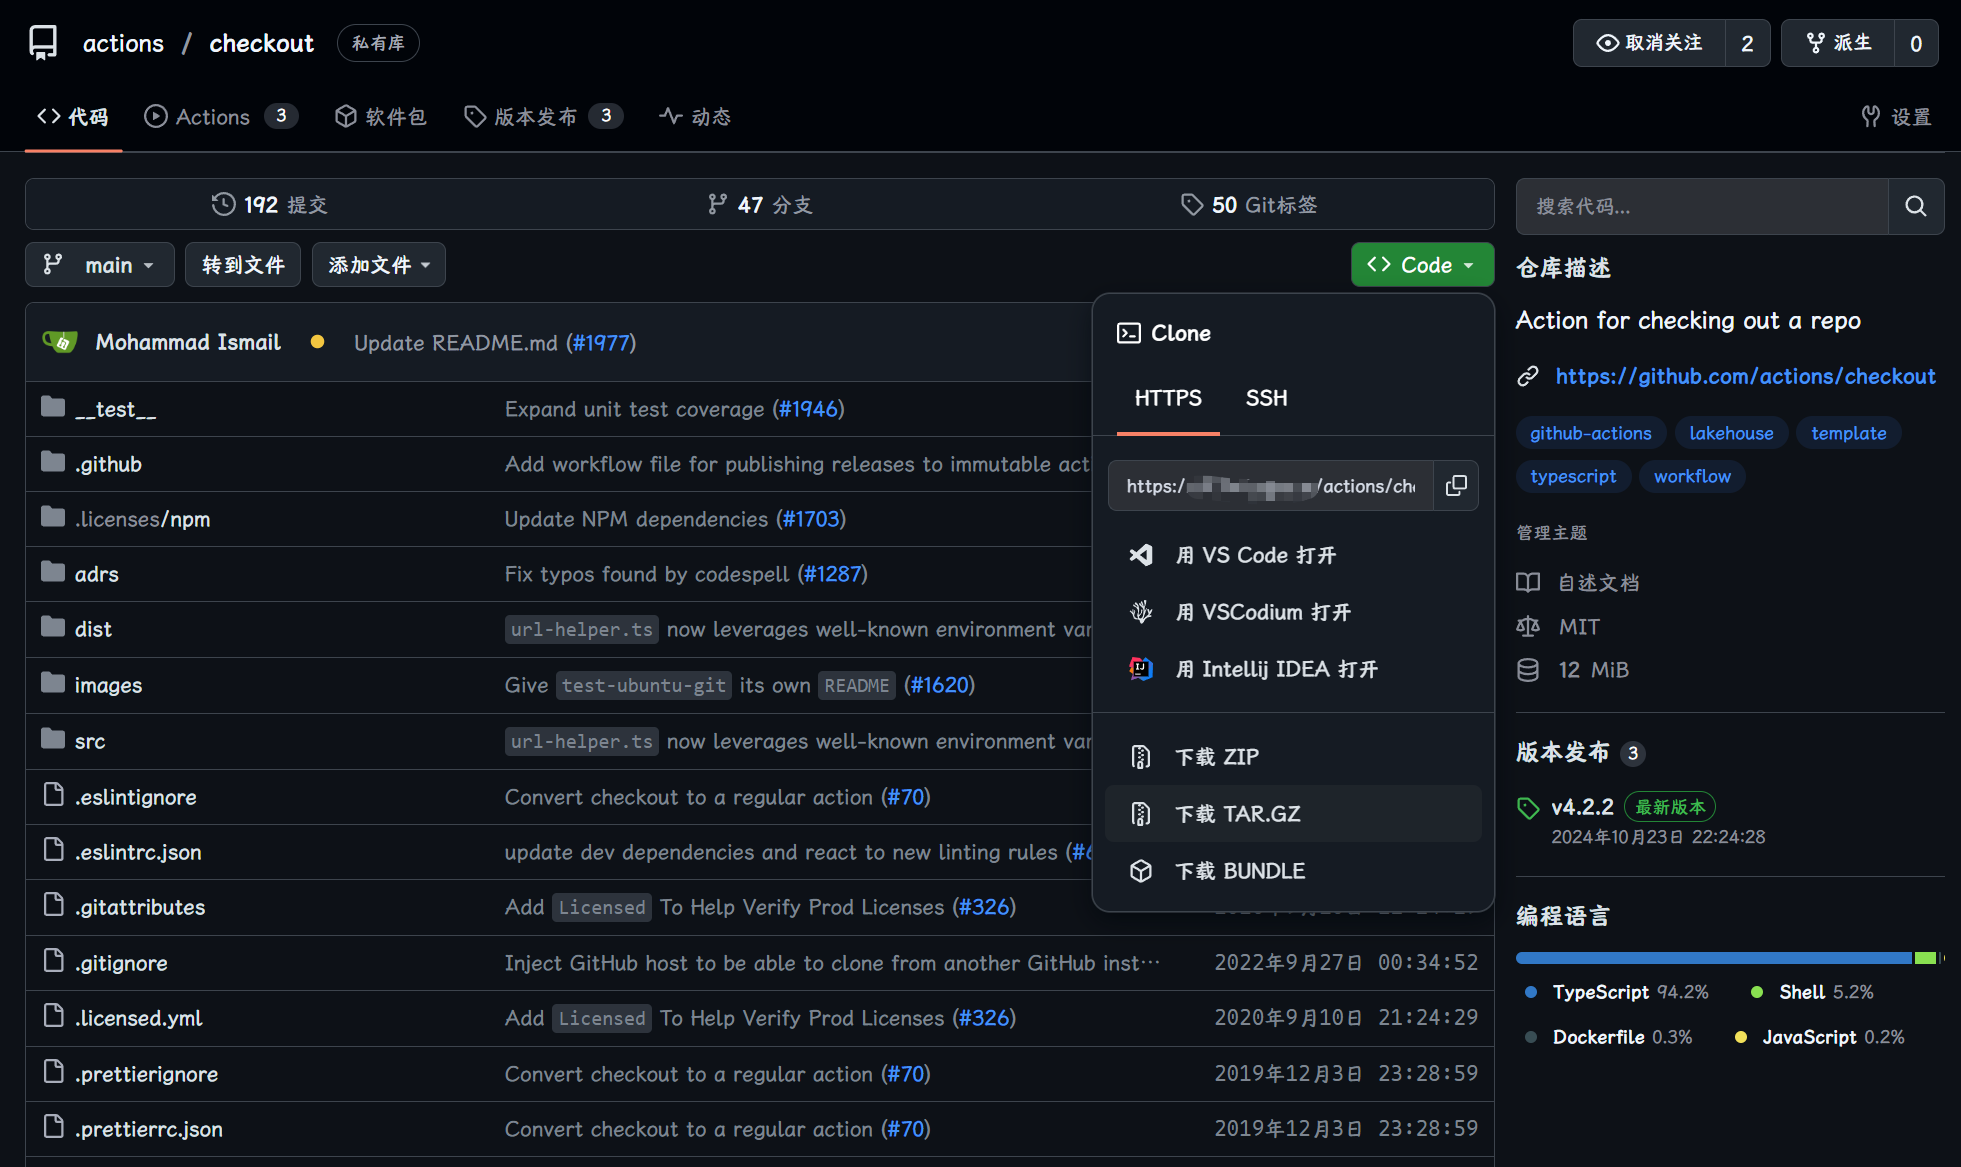 actions / checkout 私有库
取消关注 2 派生 0
代码 Actions 3 软件包 版本发布 3 动态 设置
192 提交 47 分支 50 Git标签
搜索代码...
main 转到文件 添加文件 Code
仓库描述
Action for checking out a repo
https://github.com/actions/checkout
github-actions lakehouse template
typescript workflow
管理主题
自述文档
MIT
12 MiB
版本发布 3
v4.2.2 最新版本
2024年10月23日 22:24:28
编程语言
TypeScript 94.2% Shell 5.2%
Dockerfile 0.3% JavaScript 0.2%
Clone
HTTPS SSH
https:/ /actions/che
用 VS Code 打开
用 VSCodium 打开
用 Intellij IDEA 打开
下载 ZIP
下载 TAR.GZ
下载 BUNDLE
Mohammad Ismail Update README.md (#1977)
__test__ Expand unit test coverage (#1946)
.github Add workflow file for publishing releases to immutable act
.licenses/npm Update NPM dependencies (#1703)
adrs Fix typos found by codespell (#1287)
dist url-helper.ts now leverages well-known environment var
images Give test-ubuntu-git its own README (#1620)
src url-helper.ts now leverages well-known environment var
.eslintignore Convert checkout to a regular action (#70)
.eslintrc.json update dev dependencies and react to new linting rules (#6
.gitattributes Add Licensed To Help Verify Prod Licenses (#326)
.gitignore Inject GitHub host to be able to clone from another GitHub inst… 2022年9月27日 00:34:52
.licensed.yml Add Licensed To Help Verify Prod Licenses (#326) 2020年9月10日 21:24:29
.prettierignore Convert checkout to a regular action (#70) 2019年12月3日 23:28:59
.prettierrc.json Convert checkout to a regular action (#70) 2019年12月3日 23:28:59